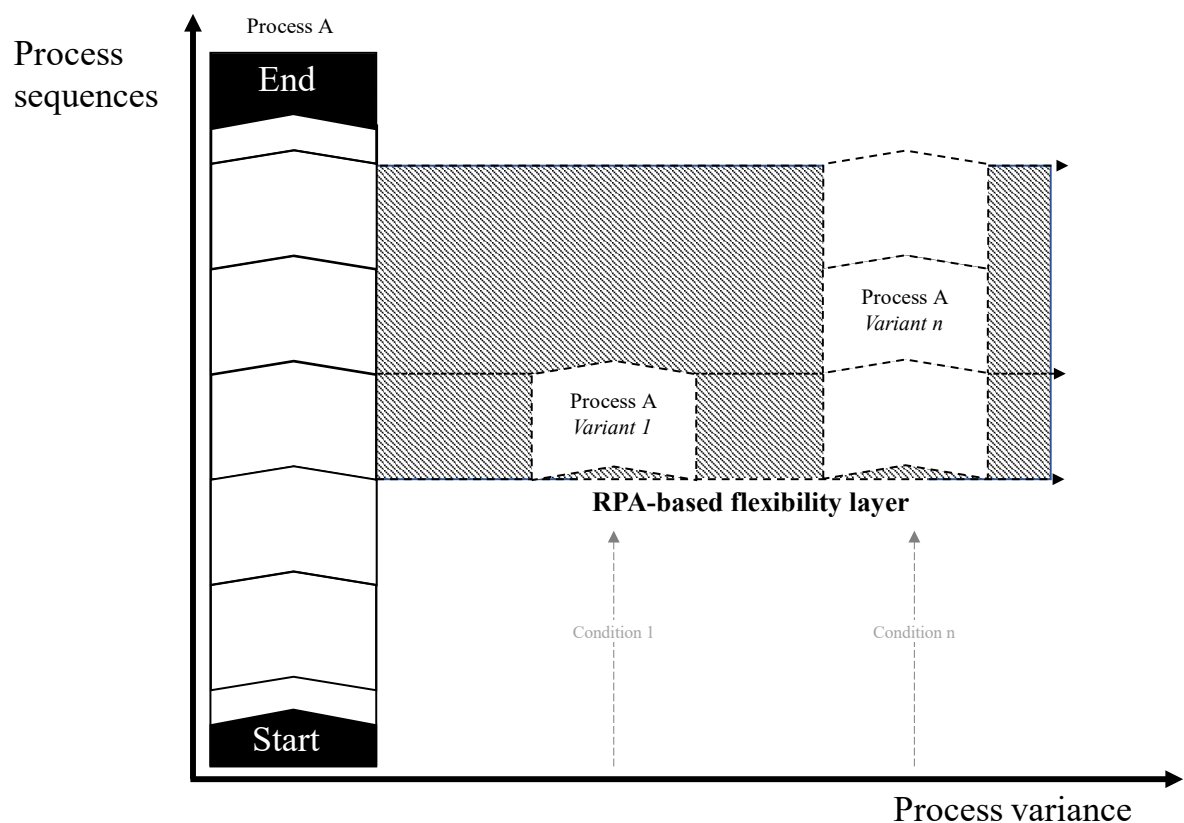 Process A
Process
sequences
End
Process A
Variant n
Process A
Variant 1
RPA-based flexibility layer
Condition 1
Condition n
Start
Process variance